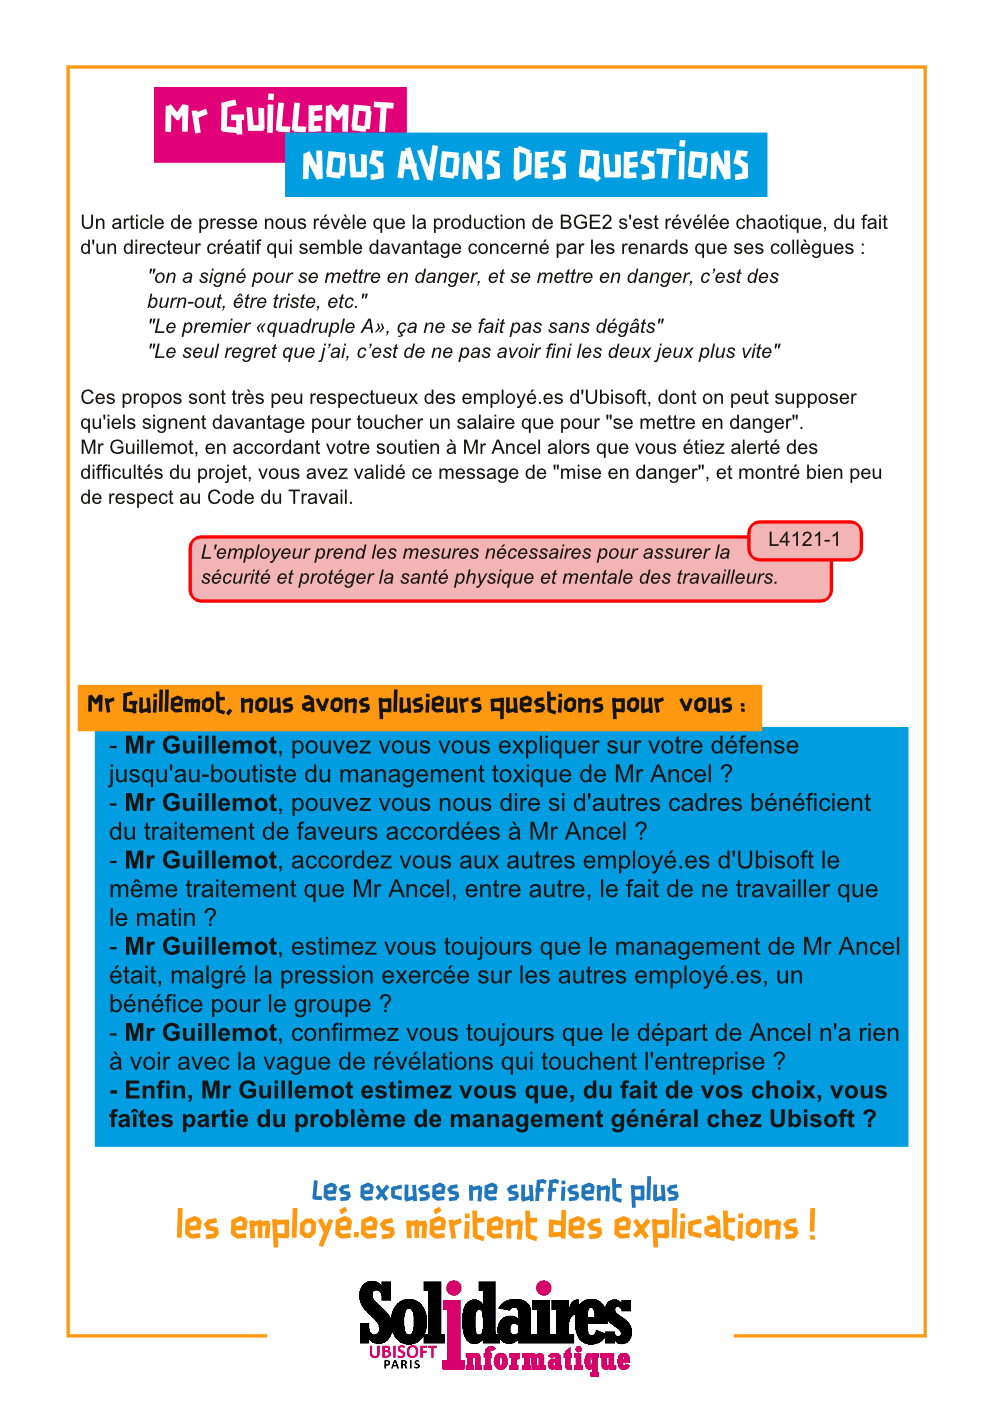 Mr Guillemot
nous avons des questions
Un article de presse nous révèle que la production de BGE2 s'est révélée chaotique, du fait
d'un directeur créatif qui semble davantage concerné par les renards que ses collègues :
"on a signé pour se mettre en danger, et se mettre en danger, c’est des
burn-out, être triste, etc."
"Le premier «quadruple A», ça ne se fait pas sans dégâts"
"Le seul regret que j’ai, c’est de ne pas avoir fini les deux jeux plus vite"
Ces propos sont très peu respectueux des employé.es d'Ubisoft, dont on peut supposer
qu'iels signent davantage pour toucher un salaire que pour "se mettre en danger".
Mr Guillemot, en accordant votre soutien à Mr Ancel alors que vous étiez alerté des
difficultés du projet, vous avez validé ce message de "mise en danger", et montré bien peu
de respect au Code du Travail.
L4121-1
L'employeur prend les mesures nécessaires pour assurer la
sécurité et protéger la santé physique et mentale des travailleurs.
Mr Guillemot, nous avons plusieurs questions pour vous :
- Mr Guillemot, pouvez vous vous expliquer sur votre défense
jusqu'au-boutiste du management toxique de Mr Ancel ?
- Mr Guillemot, pouvez vous nous dire si d'autres cadres bénéficient
du traitement de faveurs accordées à Mr Ancel ?
- Mr Guillemot, accordez vous aux autres employé.es d'Ubisoft le
même traitement que Mr Ancel, entre autre, le fait de ne travailler que
le matin ?
- Mr Guillemot, estimez vous toujours que le management de Mr Ancel
était, malgré la pression exercée sur les autres employé.es, un
bénéfice pour le groupe ?
- Mr Guillemot, confirmez vous toujours que le départ de Ancel n'a rien
à voir avec la vague de révélations qui touchent l'entreprise ?
- Enfin, Mr Guillemot estimez vous que, du fait de vos choix, vous
faîtes partie du problème de management général chez Ubisoft ?
Les excuses ne suffisent plus
les employé.es méritent des explications !
Solidaires
UBISOFT
PARIS
informatique